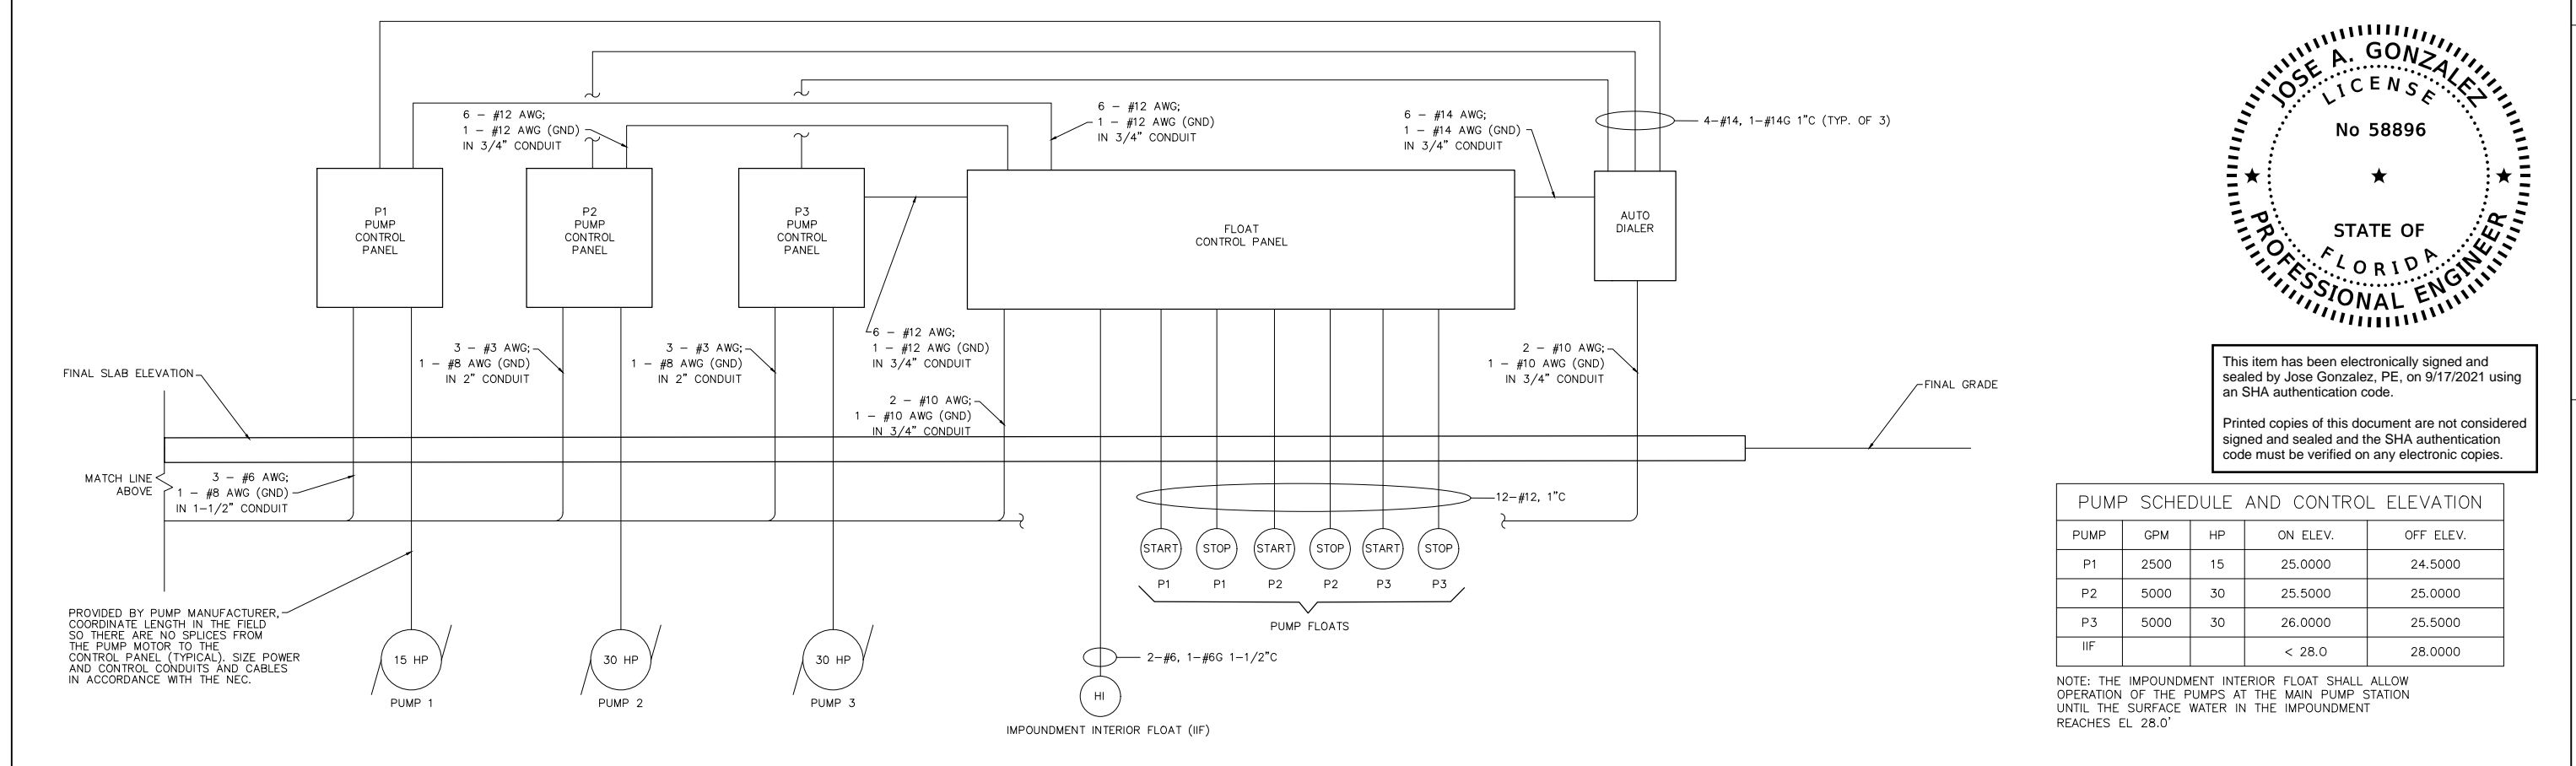 6 - #12 AWG;
1 - #12 AWG (GND)
IN 3/4" CONDUIT
6 - #12 AWG;
1 - #12 AWG (GND)
IN 3/4" CONDUIT
6 - #14 AWG;
1 - #14 AWG (GND)
IN 3/4" CONDUIT
4-#14, 1-#14G 1"C (TYP. OF 3)
P1
PUMP
CONTROL
PANEL
P2
PUMP
CONTROL
PANEL
P3
PUMP
CONTROL
PANEL
FLOAT
CONTROL PANEL
AUTO
DIALER
6 - #12 AWG;
1 - #12 AWG (GND)
IN 3/4" CONDUIT
3 - #3 AWG;
1 - #8 AWG (GND)
IN 2" CONDUIT
3 - #3 AWG;
1 - #8 AWG (GND)
IN 2" CONDUIT
2 - #10 AWG;
1 - #10 AWG (GND)
IN 3/4" CONDUIT
2 - #10 AWG;
1 - #10 AWG (GND)
IN 3/4" CONDUIT
FINAL SLAB ELEVATION
FINAL GRADE
MATCH LINE
ABOVE
3 - #6 AWG;
1 - #8 AWG (GND)
IN 1-1/2" CONDUIT
12-#12, 1"C
START
STOP
START
STOP
START
STOP
P1
P1
P2
P2
P3
P3
PUMP FLOATS
PROVIDED BY PUMP MANUFACTURER,
COORDINATE LENGTH IN THE FIELD
SO THERE ARE NO SPLICES FROM
THE PUMP MOTOR TO THE
CONTROL PANEL (TYPICAL). SIZE POWER
AND CONTROL CONDUITS AND CABLES
IN ACCORDANCE WITH THE NEC.
15 HP
PUMP 1
30 HP
PUMP 2
30 HP
PUMP 3
2-#6, 1-#6G 1-1/2"C
HI
IMPOUNDMENT INTERIOR FLOAT (IIF)
JOSE A. GONZALEZ
LICENSE
No 58896
STATE OF
FLORIDA
PROFESSIONAL ENGINEER
This item has been electronically signed and
sealed by Jose Gonzalez, PE, on 9/17/2021 using
an SHA authentication code.
Printed copies of this document are not considered
signed and sealed and the SHA authentication
code must be verified on any electronic copies.
PUMP SCHEDULE AND CONTROL ELEVATION
PUMP GPM HP ON ELEV. OFF ELEV.
P1 2500 15 25.0000 24.5000
P2 5000 30 25.5000 25.0000
P3 5000 30 26.0000 25.5000
IIF < 28.0 28.0000
NOTE: THE IMPOUNDMENT INTERIOR FLOAT SHALL ALLOW
OPERATION OF THE PUMPS AT THE MAIN PUMP STATION
UNTIL THE SURFACE WATER IN THE IMPOUNDMENT
REACHES EL 28.0'